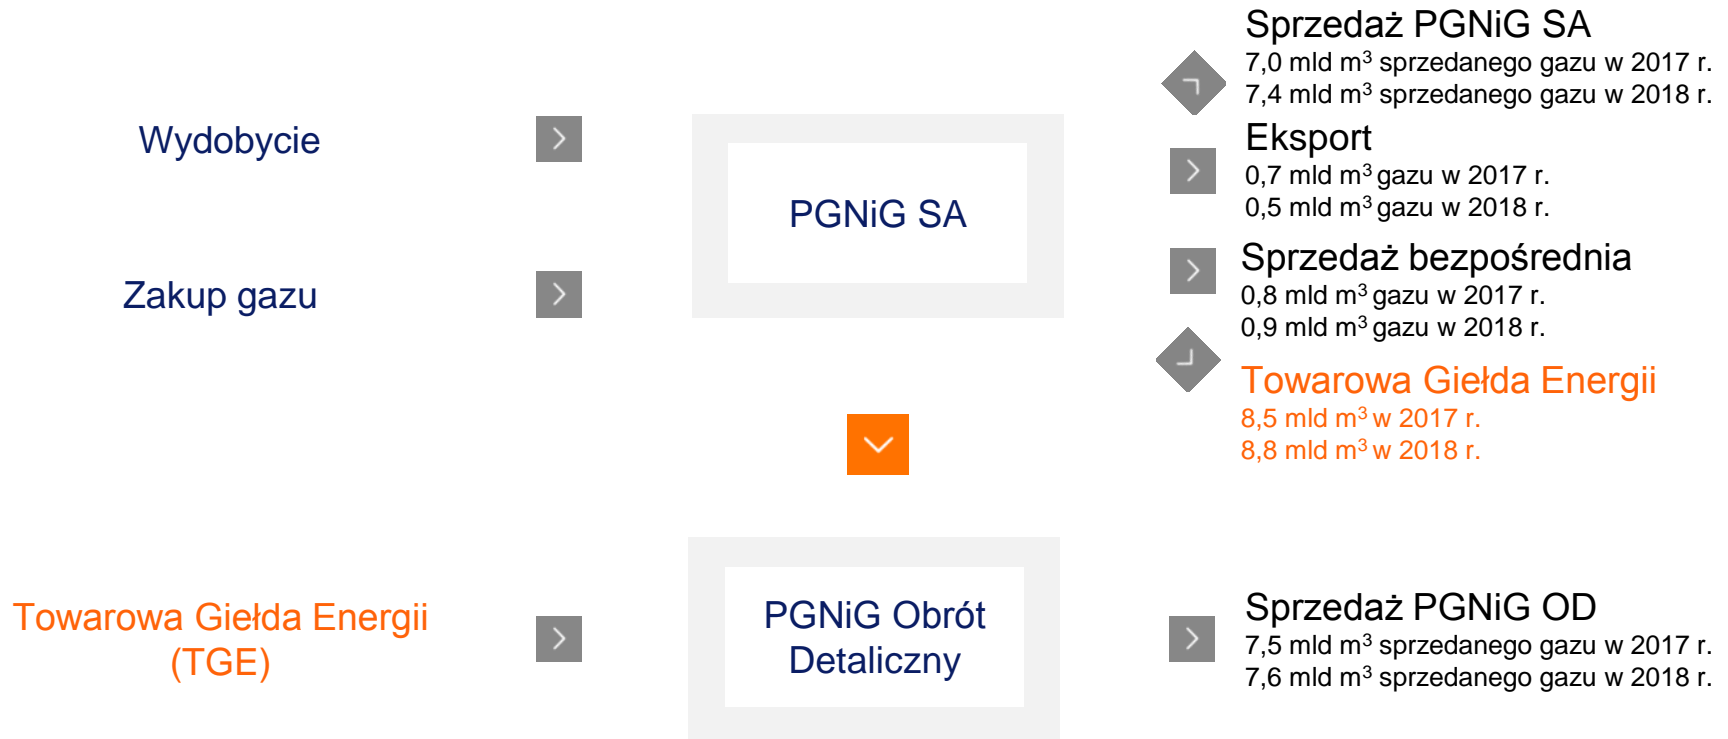 Wydobycie
Zakup gazu
PGNiG SA
Sprzedaż PGNiG SA
7,0 mld m³ sprzedanego gazu w 2017 r.
7,4 mld m³ sprzedanego gazu w 2018 r.
Eksport
0,7 mld m³ gazu w 2017 r.
0,5 mld m³ gazu w 2018 r.
Sprzedaż bezpośrednia
0,8 mld m³ gazu w 2017 r.
0,9 mld m³ gazu w 2018 r.
Towarowa Giełda Energii
8,5 mld m³ w 2017 r.
8,8 mld m³ w 2018 r.
Towarowa Giełda Energii
(TGE)
PGNiG Obrót
Detaliczny
Sprzedaż PGNiG OD
7,5 mld m³ sprzedanego gazu w 2017 r.
7,6 mld m³ sprzedanego gazu w 2018 r.